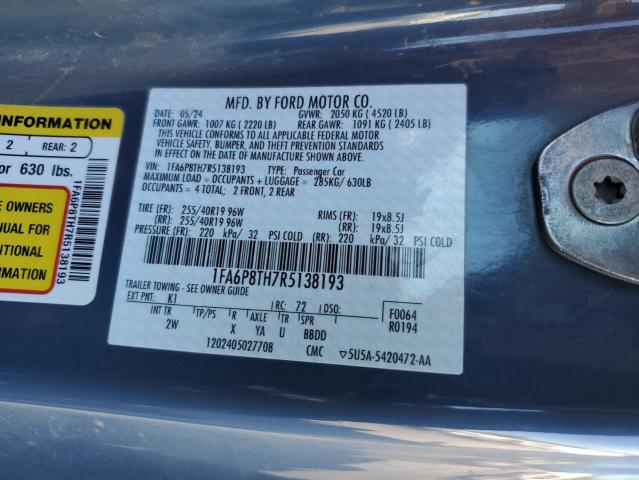 INFORMATION
2 REAR: 2
or 630 lbs.
E OWNERS
ANUAL FOR
DITIONAL
ORMATION
1FA6P8TH7R5138193
MFD. BY FORD MOTOR CO.
05/24 GVWR: 2050 KG ( 4520 LB)
FRONT GAWR: 1007 KG ( 2220 LB) REAR GAWR: 1091 KG ( 2405 LB)
THIS VEHICLE CONFORMS TO ALL APPLICABLE FEDERAL MOTOR
VEHICLE SAFETY, BUMPER, AND THEFT PREVENTION STANDARDS
IN EFFECT ON THE DATE OF MANUFACTURE SHOWN ABOVE.
VIN: 1FA6P8TH7R5138193 TYPE: Passenger Car
MAXIMUM LOAD = OCCUPANTS + LUGGAGE = 285KG/ 630LB
OCCUPANTS = 4 TOTAL: 2 FRONT, 2 REAR
TIRE (FR): 255/40R19 96W RIMS (FR): 19x8.5J
(RR): 255/40R19 96W (RR): 19x8.5J
PRESSURE (FR): 220 kPa/ 32 PSI COLD (RR): 220 kPa/ 32 PSI COLD
1FA6P8TH7R5138193
TRAILER TOWING - SEE OWNER GUIDE
EXT PNT: K1 RC: 72 DSO: F0064
INT TR TP/PS R AXLE TR SPR R0194
2W X YA U BBDD
1202405027708 CMC 5U5A-5420472-AA